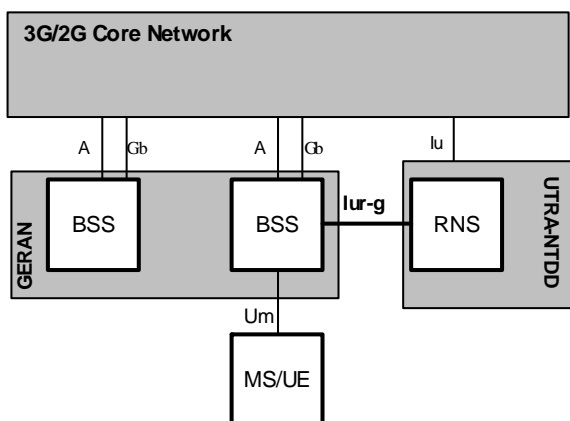 3G/2G Core Network
A
Gb
A
Gb
Iu
BSS
BSS
Iur-g
RNS
GERAN
UTRA-NTDD
Um
MS/UE